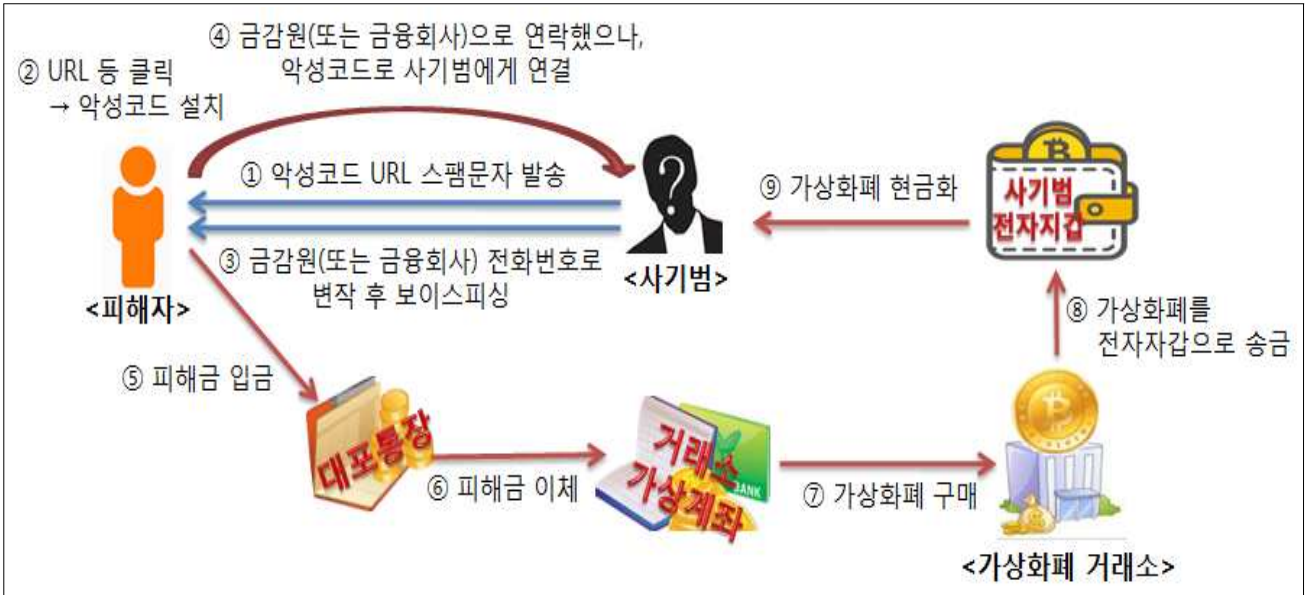 ④ 금감원(또는 금융회사)으로 연락했으나,
악성코드로 사기범에게 연결
② URL 등 클릭
→ 악성코드 설치
① 악성코드 URL 스팸문자 발송
③ 금감원(또는 금융회사) 전화번호로
변작 후 보이스피싱
<피해자>
<사기범>
⑨ 가상화폐 현금화
사기범
전자지갑
⑧ 가상화폐를
전자자갑으로 송금
⑤ 피해금 입금
대포통장
⑥ 피해금 이체
거래소
가상계좌
BANK
⑦ 가상화폐 구매
<가상화폐 거래소>